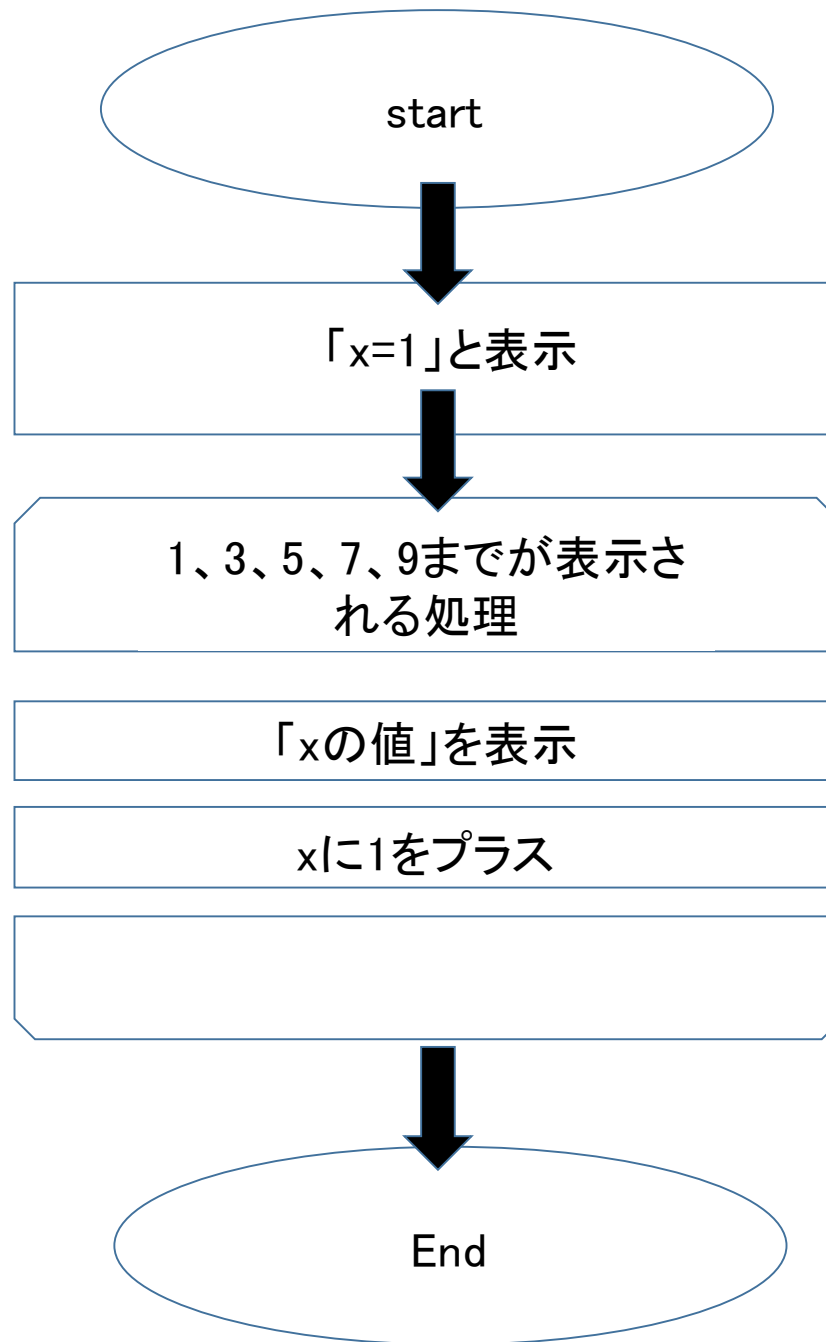 start
「x=1」と表示
1、3、5、7、9までが表示さ
れる処理
「xの値」を表示
xに1をプラス
End